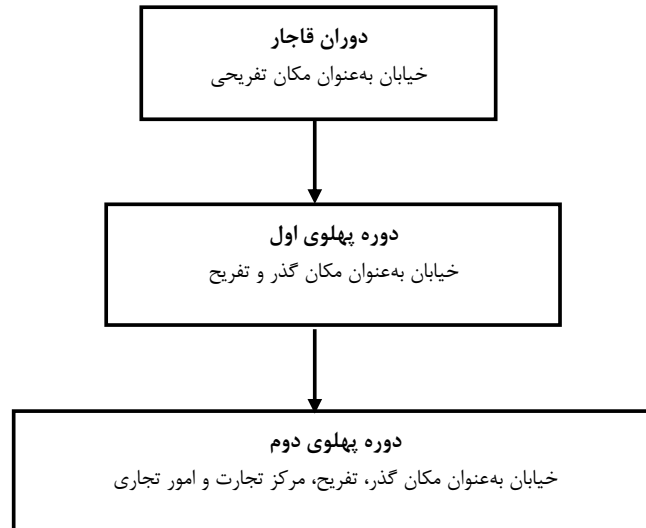 دوران قاجار
خیابان به‌عنوان مکان تفریحی
دوره پهلوی اول
خیابان به‌عنوان مکان گذر و تفریح
دوره پهلوی دوم
خیابان به‌عنوان مکان گذر، تفریح، مرکز تجارت و امور تجاری